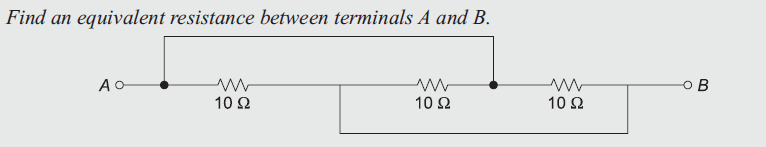 Find an equivalent resistance between terminals A and B.
A B
10 Ω 10 Ω 10 Ω